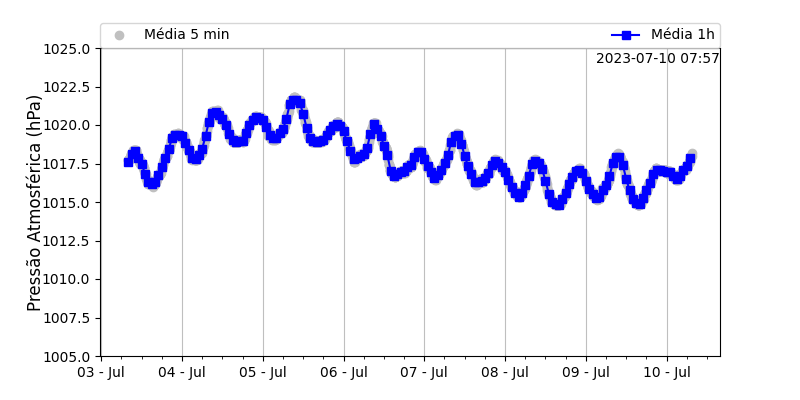 Média 5 min
Média 1h
2023-07-10 07:57
Pressão Atmosférica (hPa)
1025.0
1022.5
1020.0
1017.5
1015.0
1012.5
1010.0
1007.5
1005.0
03 - Jul
04 - Jul
05 - Jul
06 - Jul
07 - Jul
08 - Jul
09 - Jul
10 - Jul